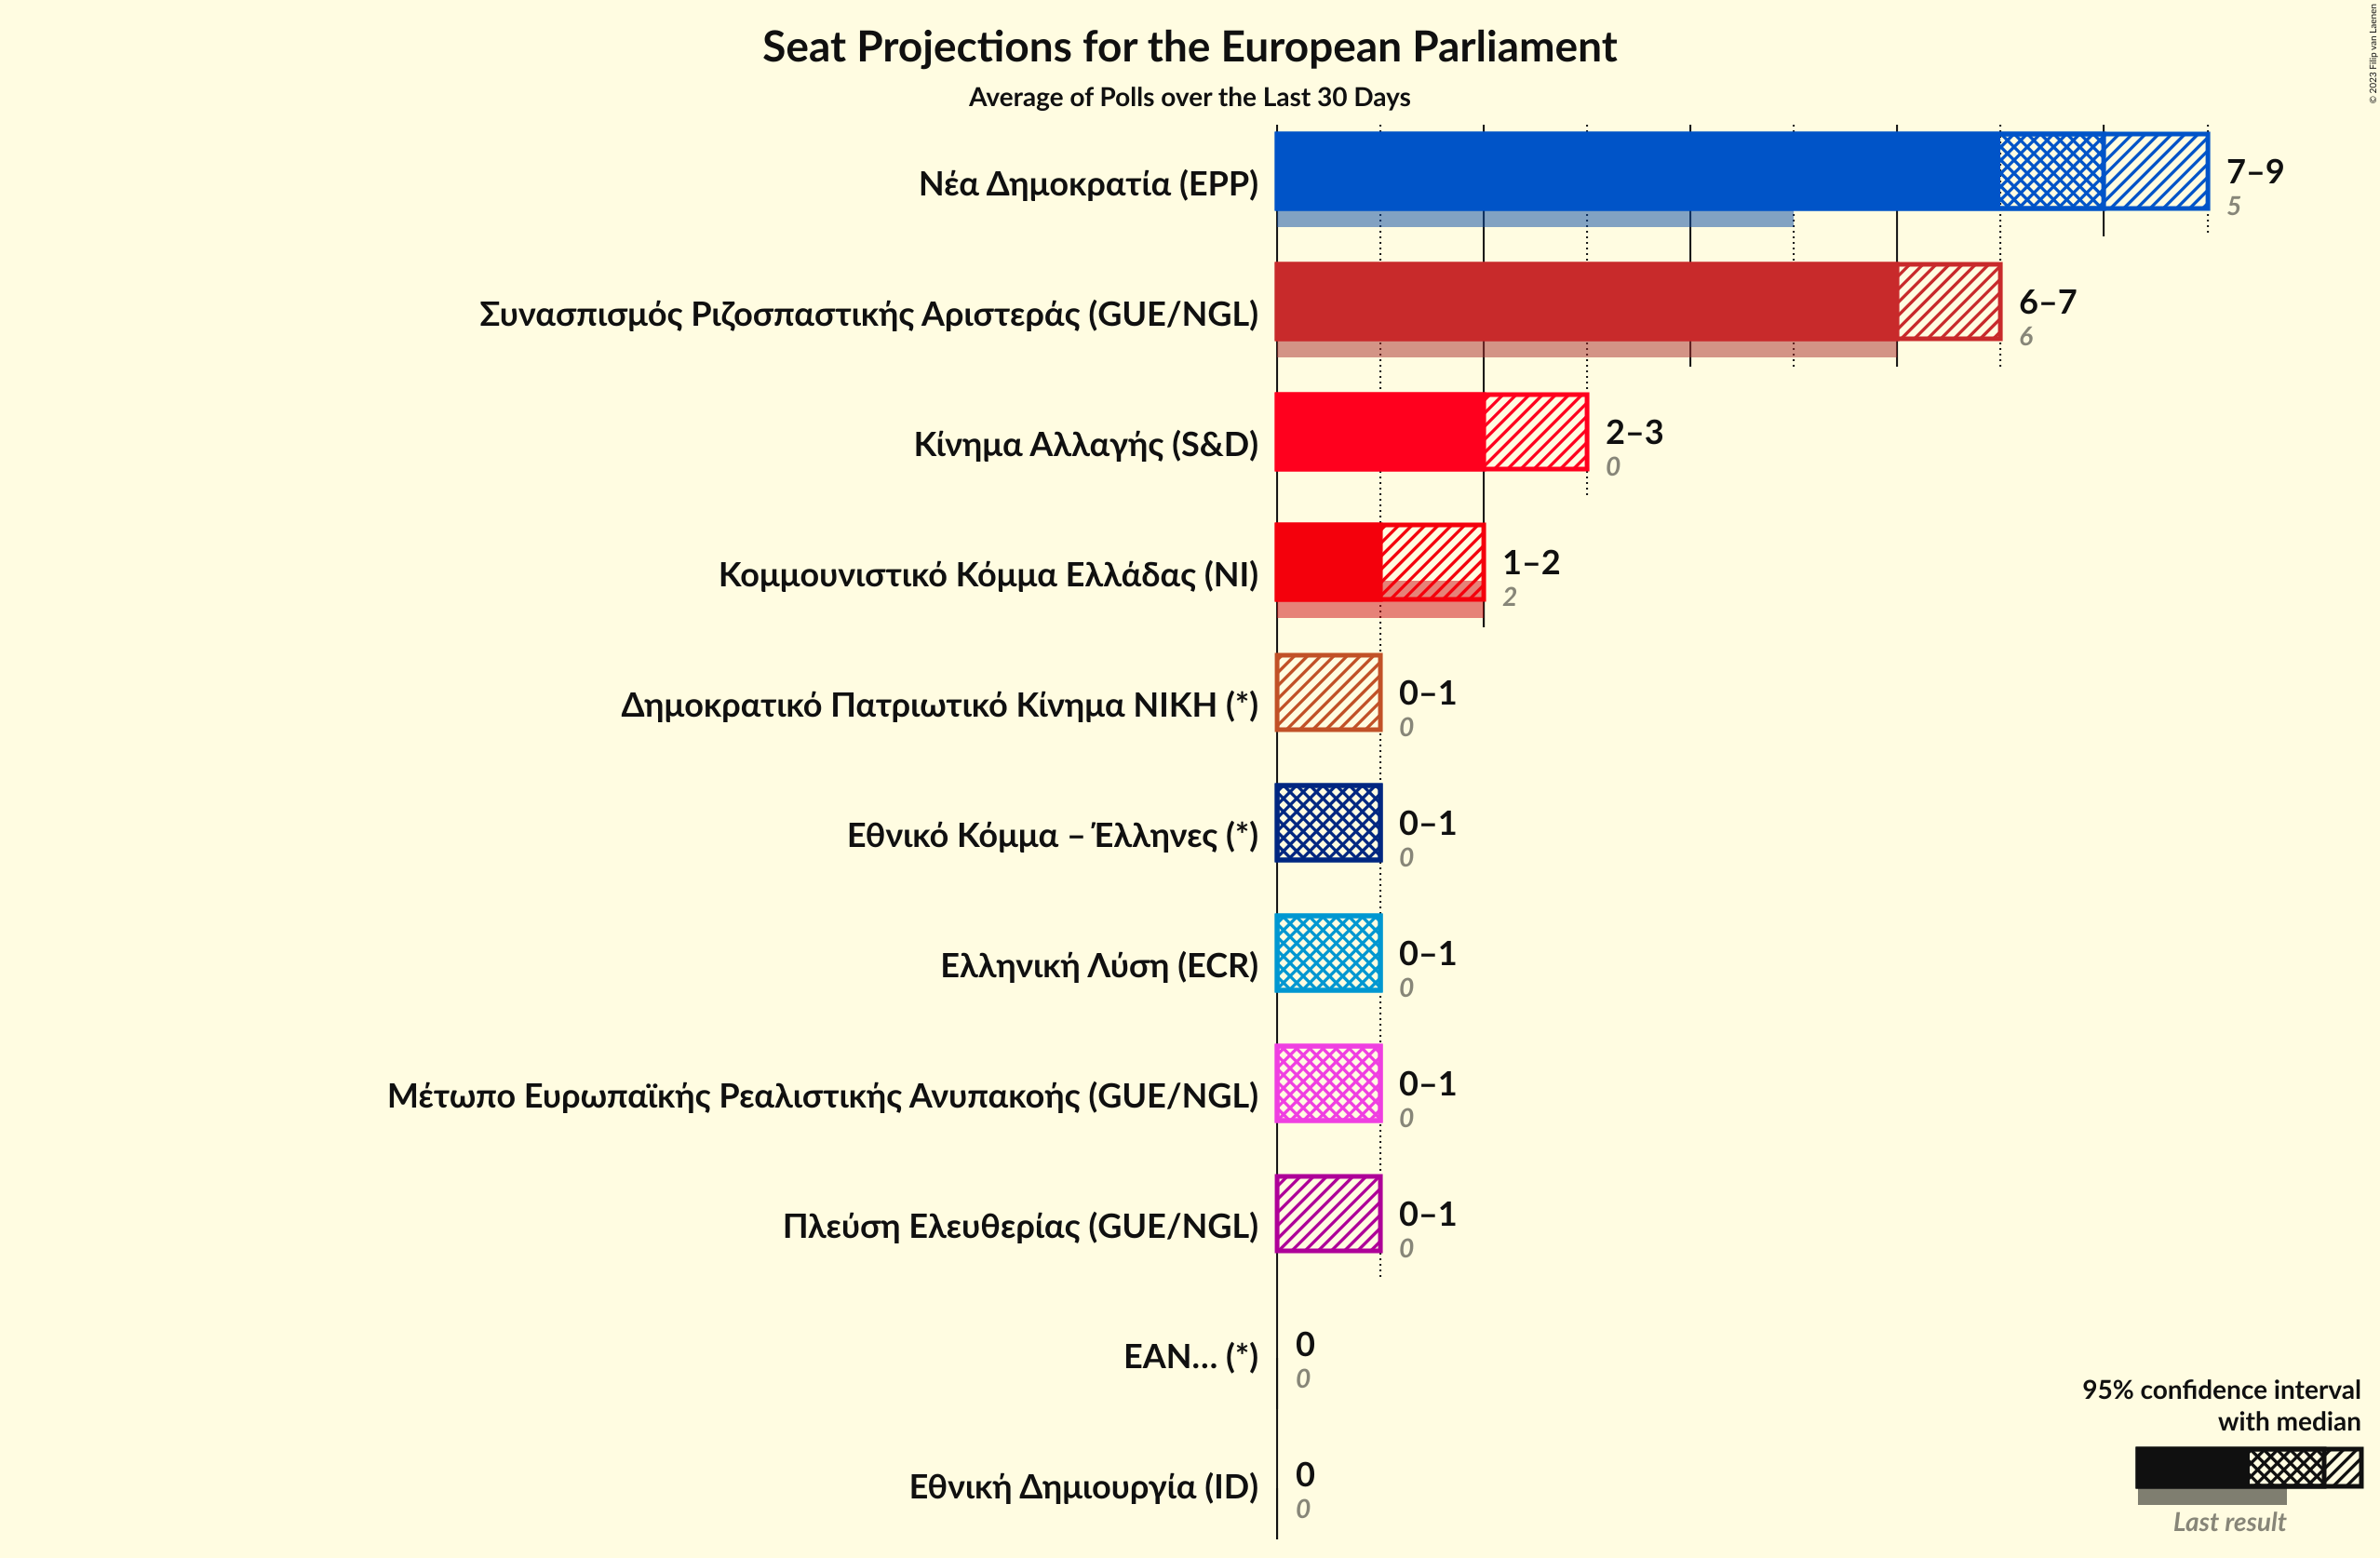 © 2023 Filip van Laenen
Seat Projections for the European Parliament
Average of Polls over the Last 30 Days
Νέα Δημοκρατία (EPP)
7–9
5
Συνασπισμός Ριζοσπαστικής Αριστεράς (GUE/NGL)
6–7
6
Κίνημα Αλλαγής (S&D)
2–3
0
Κομμουνιστικό Κόμμα Ελλάδας (NI)
1–2
2
Δημοκρατικό Πατριωτικό Κίνημα ΝΙΚΗ (*)
0–1
0
Εθνικό Κόμμα – Έλληνες (*)
0–1
0
Ελληνική Λύση (ECR)
0–1
0
Μέτωπο Ευρωπαϊκής Ρεαλιστικής Ανυπακοής (GUE/NGL)
0–1
0
Πλεύση Ελευθερίας (GUE/NGL)
0–1
0
ΕΑΝ… (*)
0
0
Εθνική Δημιουργία (ID)
0
0
95% confidence interval
with median
Last result